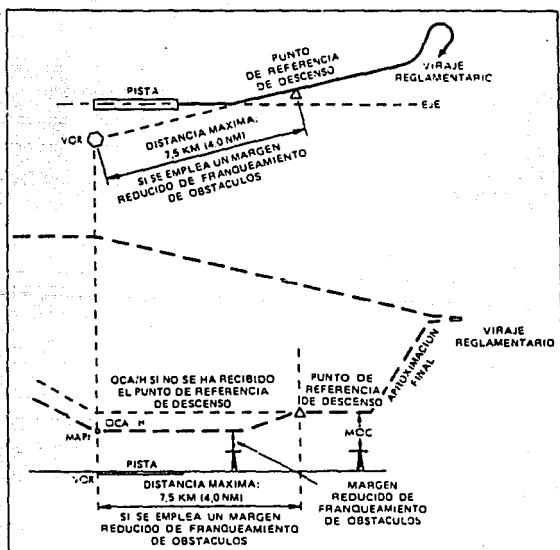 PUNTO
DE REFERENCIA
DE DESCENSO
VIRAJE
REGLAMENTARIC
PISTA
EJE
VOR
DISTANCIA MAXIMA:
7,5 KM (4,0 NM)
SI SE EMPLEA UN MARGEN
REDUCIDO DE FRANQUEAMIENTO
DE OBSTACULOS
VIRAJE
REGLAMENTARIO
APROXIMACION
FINAL
OCA/H SI NO SE HA RECIBIDO
EL PUNTO DE REFERENCIA
DE DESCENSO
PUNTO DE
REFERENCIA DE
DESCENSO
MAPt
OCA H
MOC
PISTA
VOR
DISTANCIA MAXIMA:
7,5 KM (4,0 NM)
SI SE EMPLEA UN MARGEN
REDUCIDO DE FRANQUEAMIENTO
DE OBSTACULOS
MARGEN
REDUCIDO DE
FRANQUEAMIENTO
DE OBSTACULOS